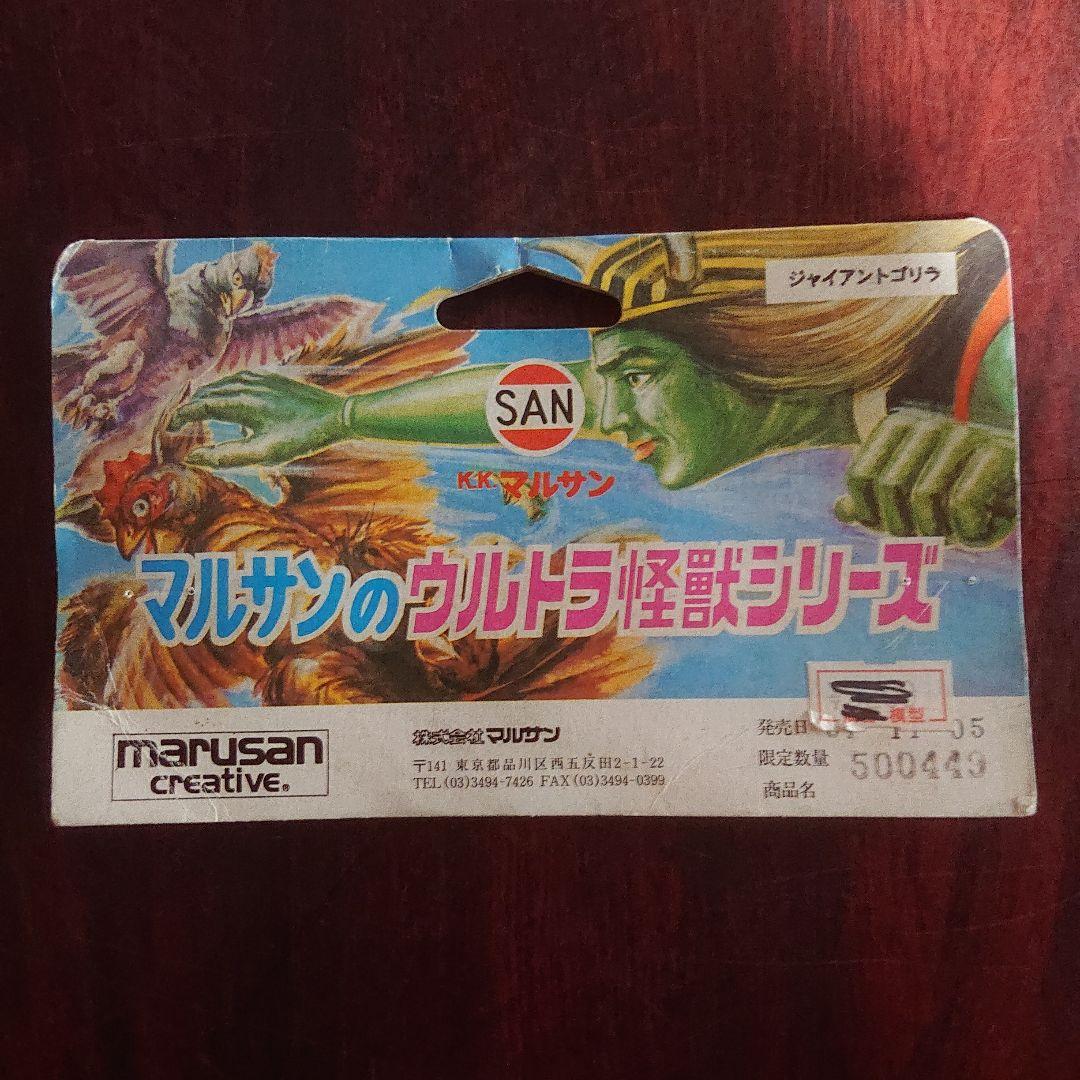 ジャイアントゴリラ
SAN
K.K.マルサン
マルサンのウルトラ怪獣シリーズ
模型
marusan
creative®
株式会社マルサン
〒141 東京都品川区西五反田2-1-22
TEL (03)3494-7426 FAX (03)3494-0399
発売日 11 05
限定数量 500449
商品名